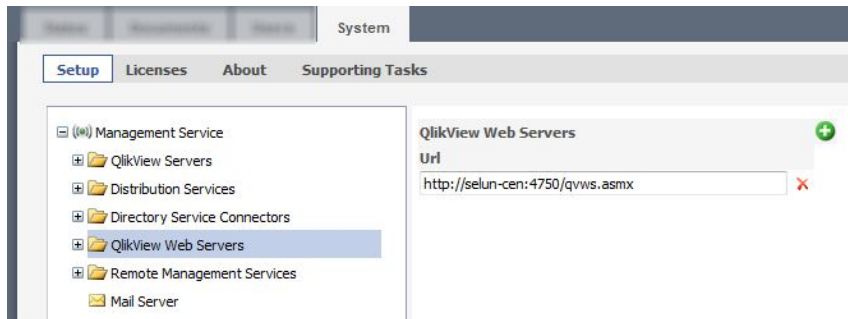 System
Setup Licenses About Supporting Tasks
Management Service
QlikView Servers
Distribution Services
Directory Service Connectors
QlikView Web Servers
Remote Management Services
Mail Server
QlikView Web Servers
Url
http://selun-cen:4750/qvws.asmx